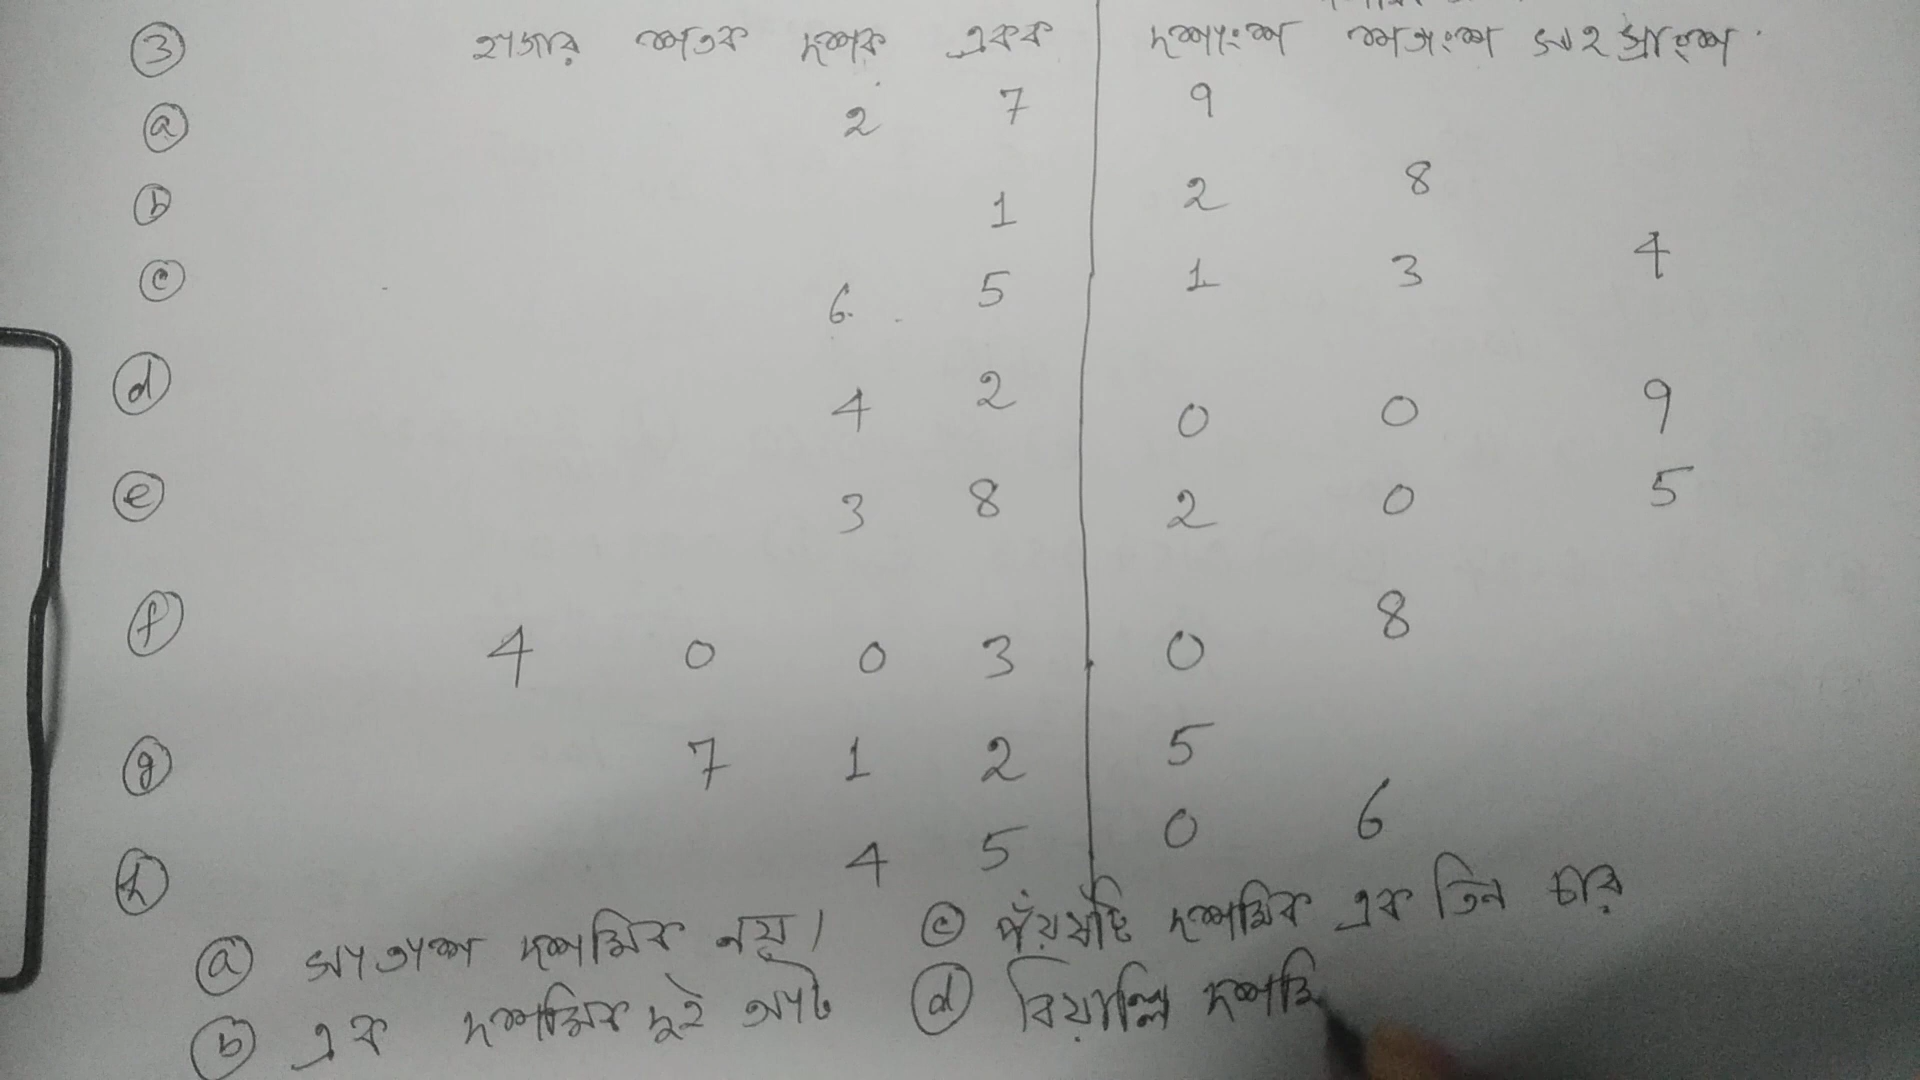 ③ হাজার শতক দশক একক দশাংশ শতাংশ সহস্রাংশ
ⓐ 2 7 9
ⓑ 1 2 8
ⓒ 6 5 1 3 4
ⓓ 4 2 0 0 9
ⓔ 3 8 2 0 5
ⓕ 4 0 0 3 0 8
ⓖ 7 1 2 5
ⓗ 4 5 0 6
ⓐ সাতাশ দশমিক নয়। ⓒ পঁয়ষট্টি দশমিক এক তিন চার
ⓑ এক দশমিক দুই আট ⓓ বিয়াল্লিশ দশমি